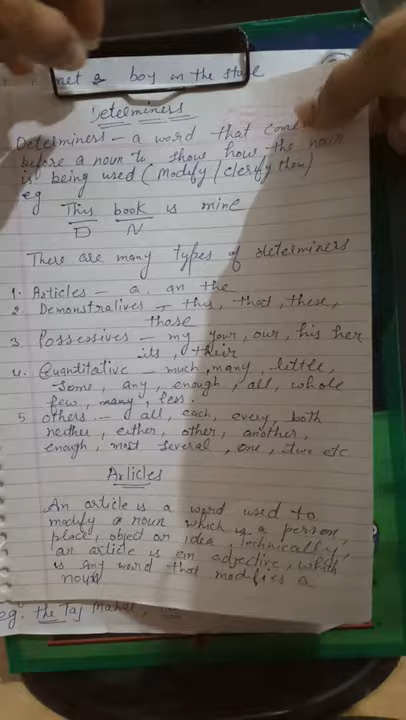 met a boy in the store
Determiners
Determiners - a word that
before a noun to show how the noun
is being used (Modify / clerify them)
eg
This book is mine
D N
There are many types of determiners
1. Articles - a an the
2. Demonstratives - this, that, these,
those
3 Possessives - my your, our, his her
its, their
4. Quantitative - much, many, little,
some, any, enough, all, whole
few, many, less.
5. others - all, each, every, both
neither, either, other, another,
enough, most several, one, two etc
Articles
An article is a word used to
modify a noun which is a person,
place, object or idea. Technically,
an article is an adjective, which
is any word that modifies a
noun
eg. the Taj Mahal,